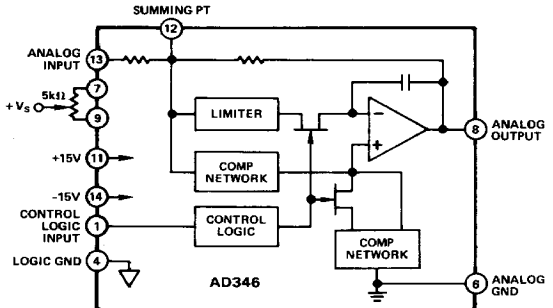 SUMMING PT
12
ANALOG
INPUT
13
7
5kΩ
+VS
9
LIMITER
−
+
8
ANALOG
OUTPUT
+15V
11
COMP
NETWORK
-15V
14
CONTROL
LOGIC
INPUT
1
CONTROL
LOGIC
COMP
NETWORK
LOGIC GND
4
AD346
6
ANALOG
GND